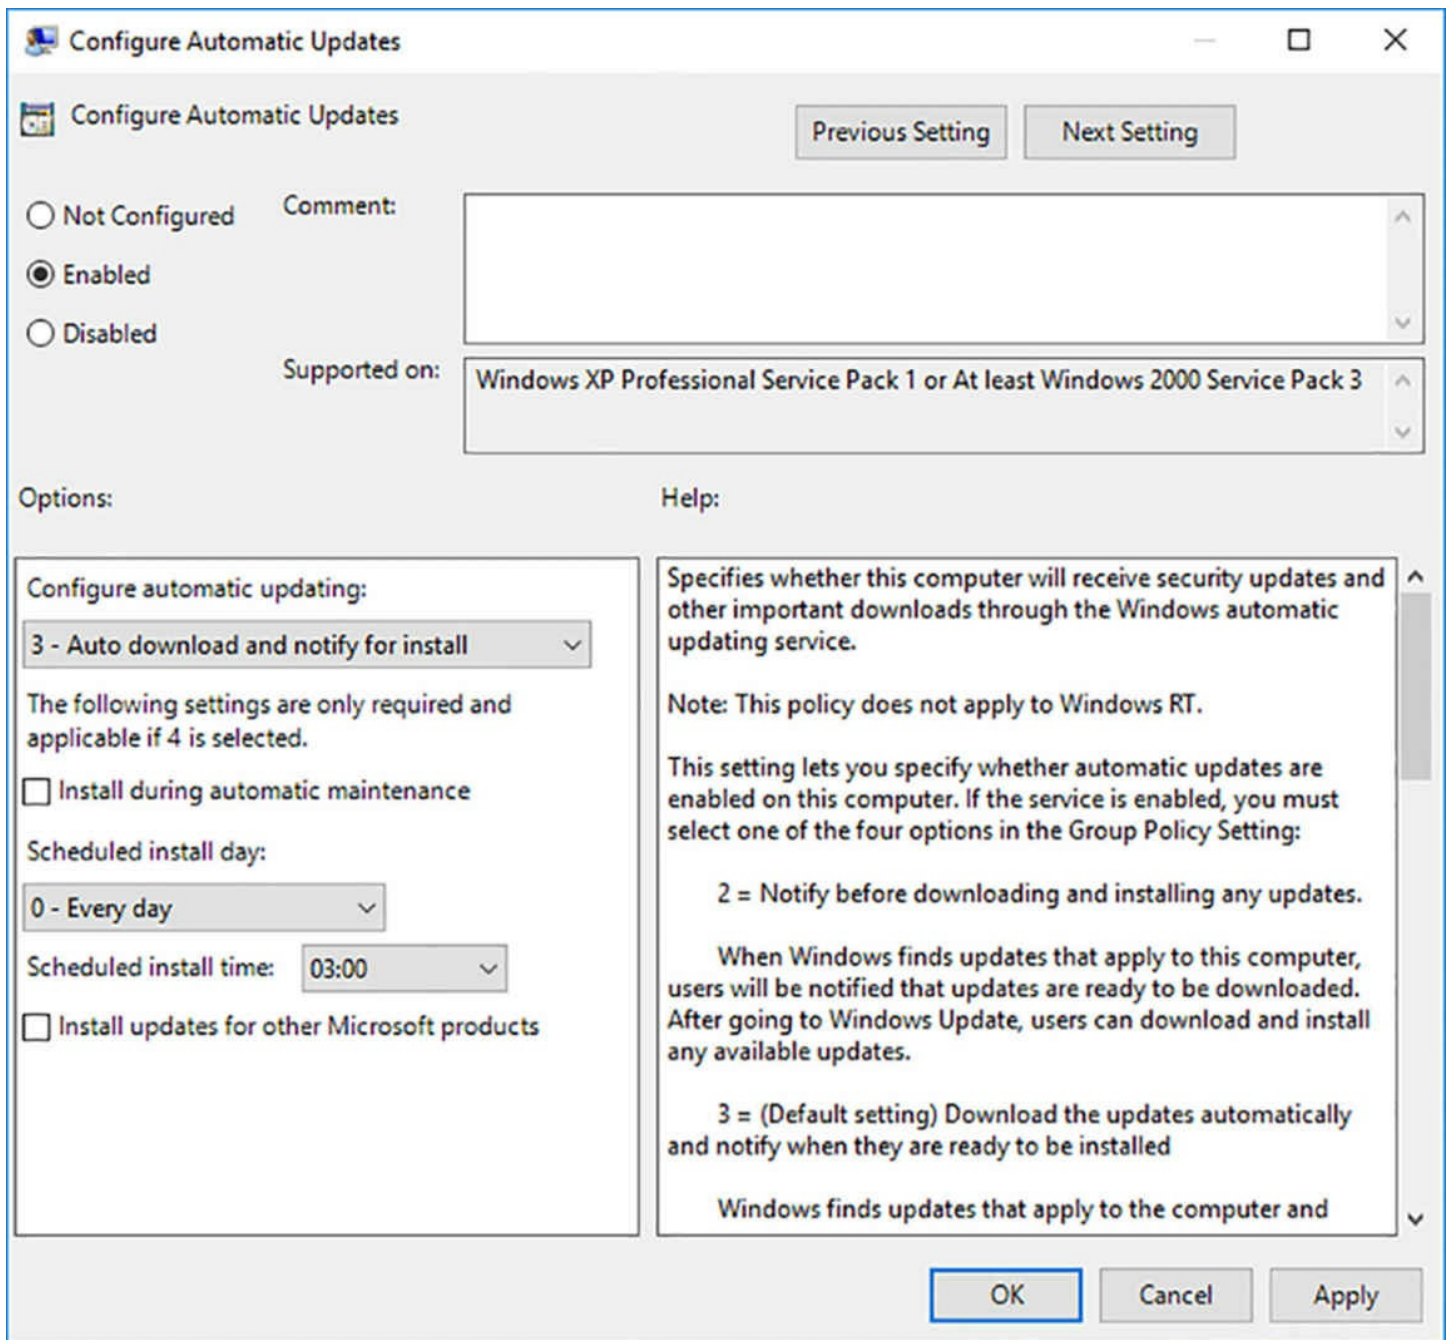 Configure Automatic Updates
Configure Automatic Updates
Previous Setting
Next Setting
Not Configured
Enabled
Disabled
Comment:
Supported on:
Windows XP Professional Service Pack 1 or At least Windows 2000 Service Pack 3
Options:
Help:
Configure automatic updating:
3 - Auto download and notify for install
The following settings are only required and
applicable if 4 is selected.
Install during automatic maintenance
Scheduled install day:
0 - Every day
Scheduled install time:
03:00
Install updates for other Microsoft products
Specifies whether this computer will receive security updates and
other important downloads through the Windows automatic
updating service.
Note: This policy does not apply to Windows RT.
This setting lets you specify whether automatic updates are
enabled on this computer. If the service is enabled, you must
select one of the four options in the Group Policy Setting:
2 = Notify before downloading and installing any updates.
When Windows finds updates that apply to this computer,
users will be notified that updates are ready to be downloaded.
After going to Windows Update, users can download and install
any available updates.
3 = (Default setting) Download the updates automatically
and notify when they are ready to be installed
Windows finds updates that apply to the computer and
OK
Cancel
Apply